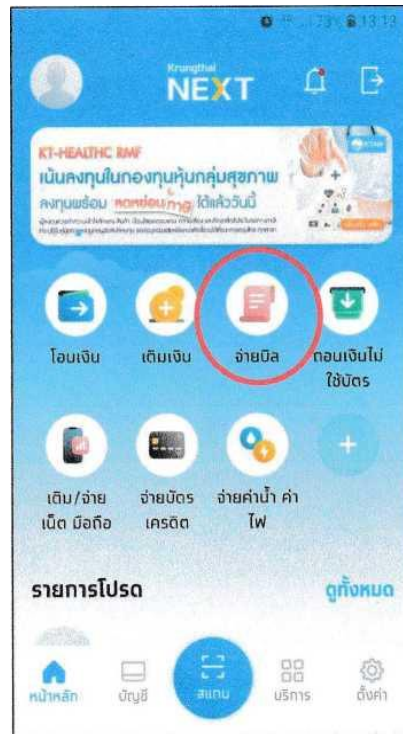 73% 13:13
Krungthai
NEXT
KT-HEALTHC RMF
เน้นลงทุนในกองทุนหุ้นกลุ่มสุขภาพ
ลงทุนพร้อม ลดหย่อนภาษี ได้แล้ววันนี้
โอนเงิน เติมเงิน จ่ายบิล ถอนเงินไม่
ใช้บัตร
เติม/จ่าย จ่ายบัตร จ่ายค่าน้ำ ค่า
เน็ต มือถือ เครดิต ไฟ
รายการโปรด ดูทั้งหมด
หน้าหลัก บัญชี สแกน บริการ ตั้งค่า